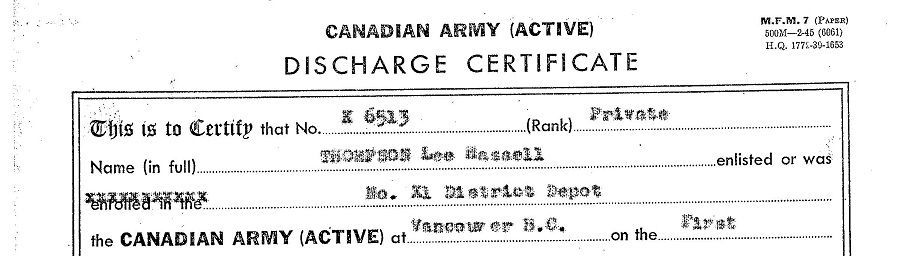 CANADIAN ARMY (ACTIVE)
M.F.M. 7 (PAPER)
500M—2-45 (6061)
H.Q. 1771-39-1653
DISCHARGE CERTIFICATE
This is to Certify that No. K 6513 (Rank) Private
Name (in full) THOMPSON Lee Hassell enlisted or was
enrolled in the No. XI District Depot
the CANADIAN ARMY (ACTIVE) at Vancouver B.C. on the First